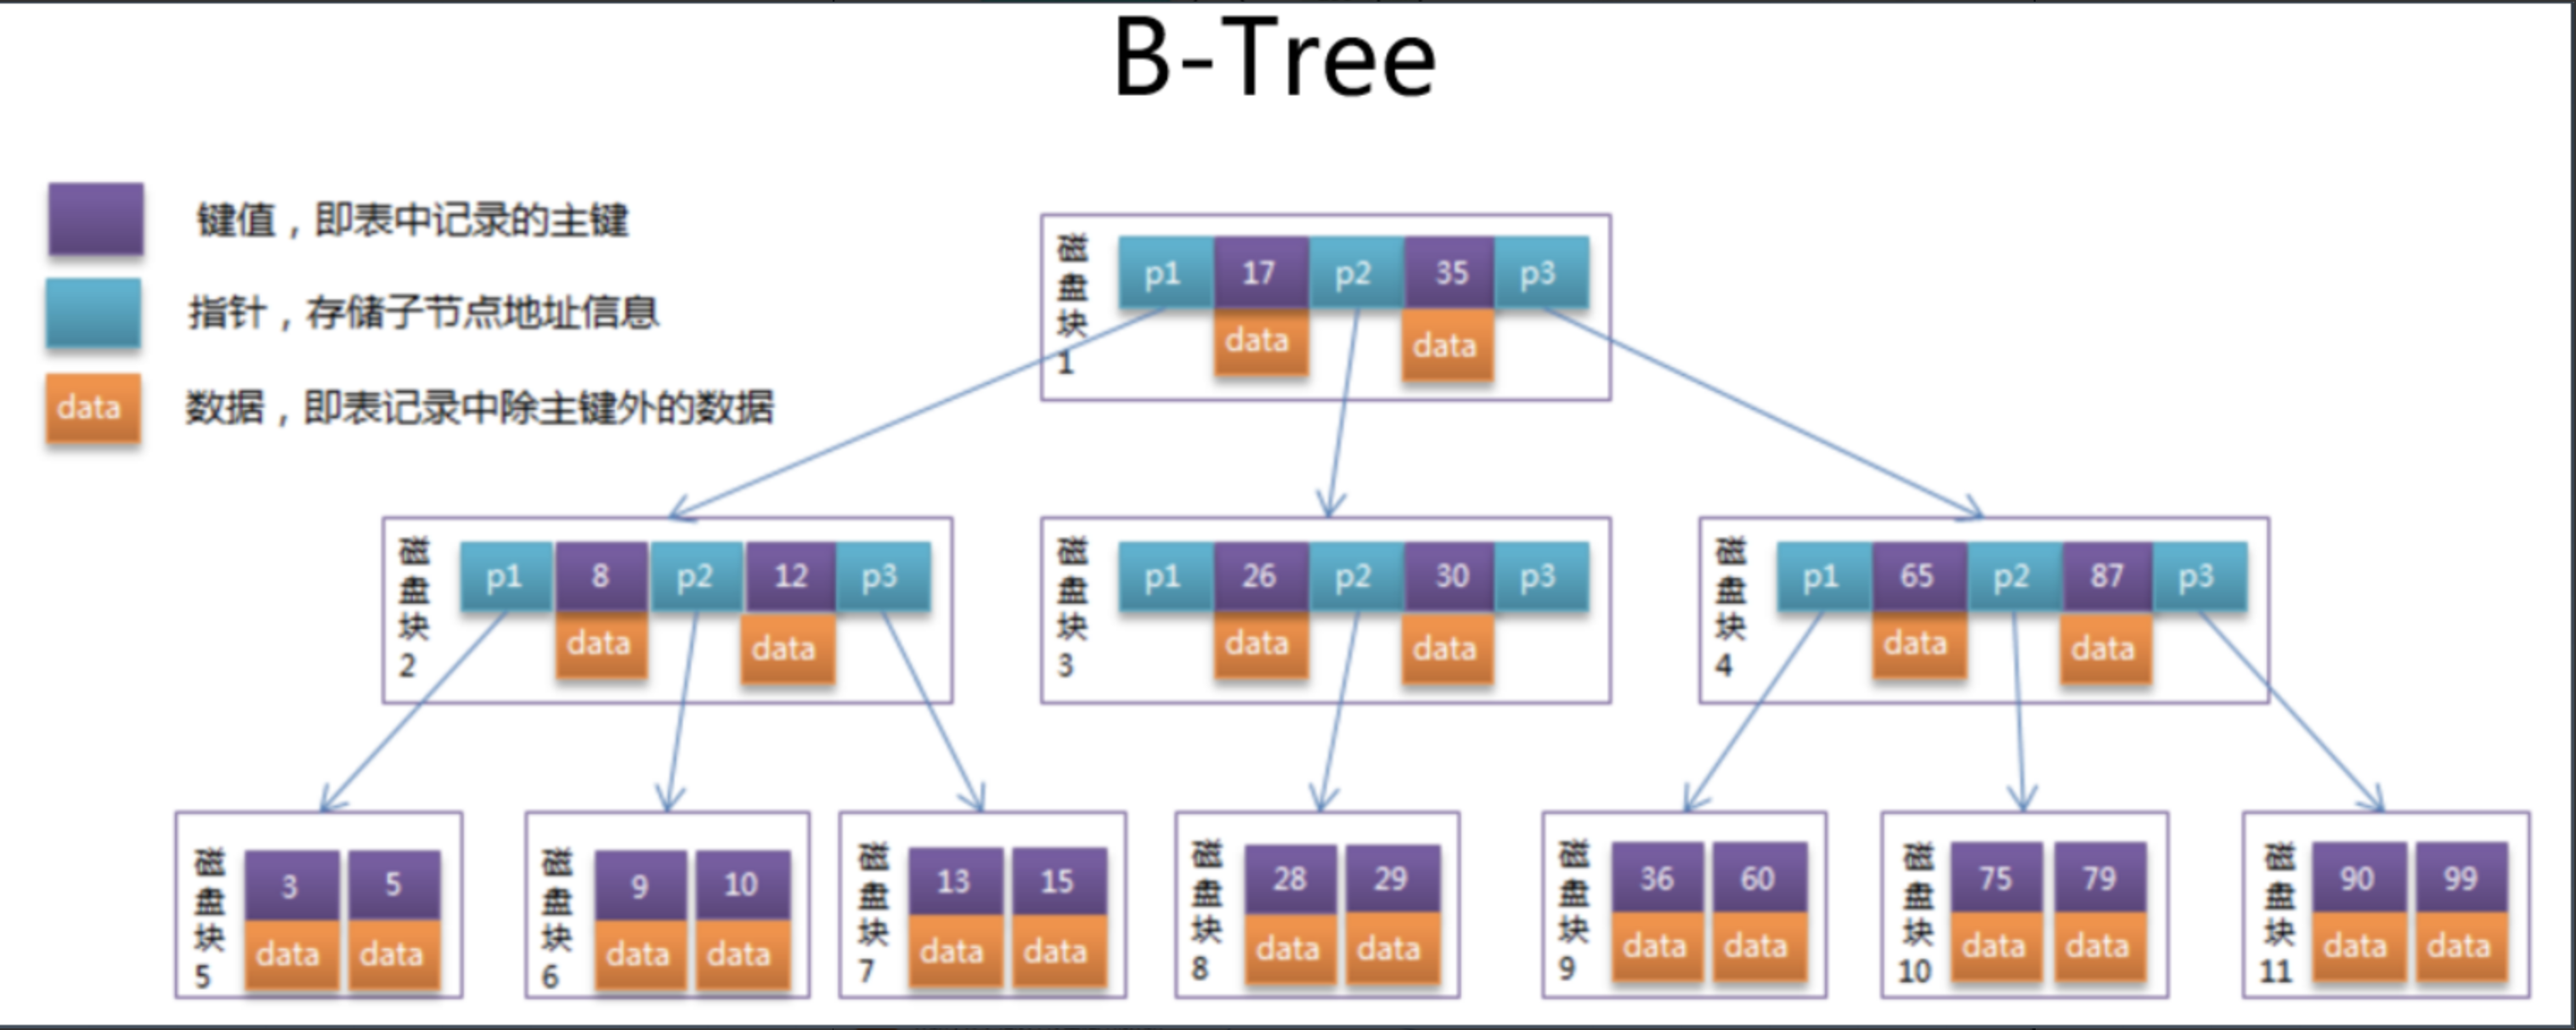 B-Tree
键值，即表中记录的主键
指针，存储子节点地址信息
data 数据，即表记录中除主键外的数据
磁盘块1
p1 17 p2 35 p3
data data
磁盘块2
p1 8 p2 12 p3
data data
磁盘块3
p1 26 p2 30 p3
data data
磁盘块4
p1 65 p2 87 p3
data data
磁盘块5
3 5
data data
磁盘块6
9 10
data data
磁盘块7
13 15
data data
磁盘块8
28 29
data data
磁盘块9
36 60
data data
磁盘块10
75 79
data data
磁盘块11
90 99
data data